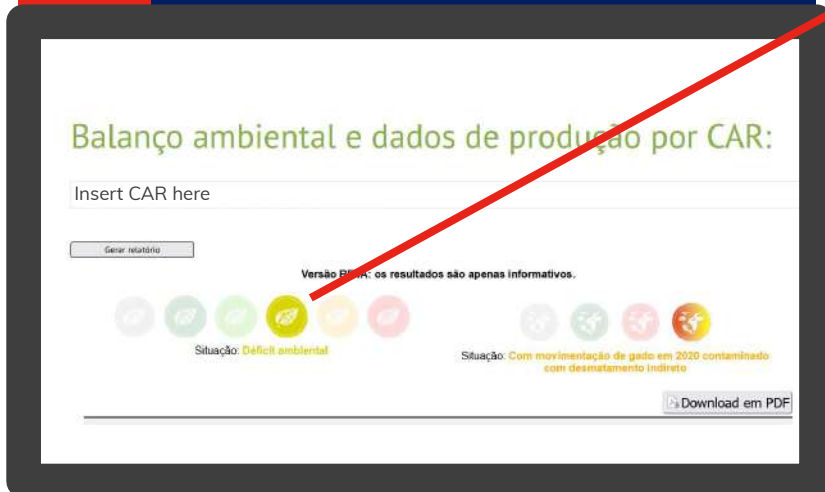 Balanço ambiental e dados de produção por CAR:
Insert CAR here
Gerar relatório
Versão BETA: os resultados são apenas informativos.
Situação: Déficit ambiental
Situação: Com movimentação de gado em 2020 contaminado
com desmatamento indireto
Download em PDF